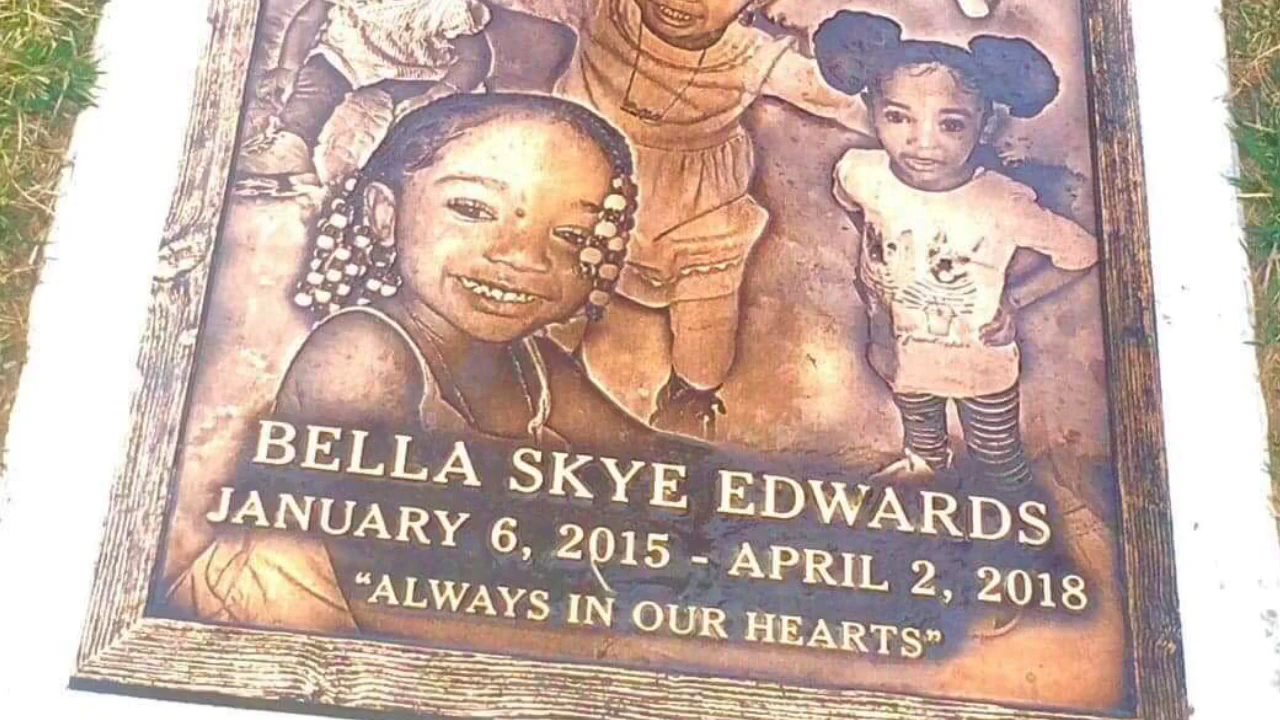 BELLA SKYE EDWARDS
JANUARY 6, 2015 - APRIL 2, 2018
“ALWAYS IN OUR HEARTS”